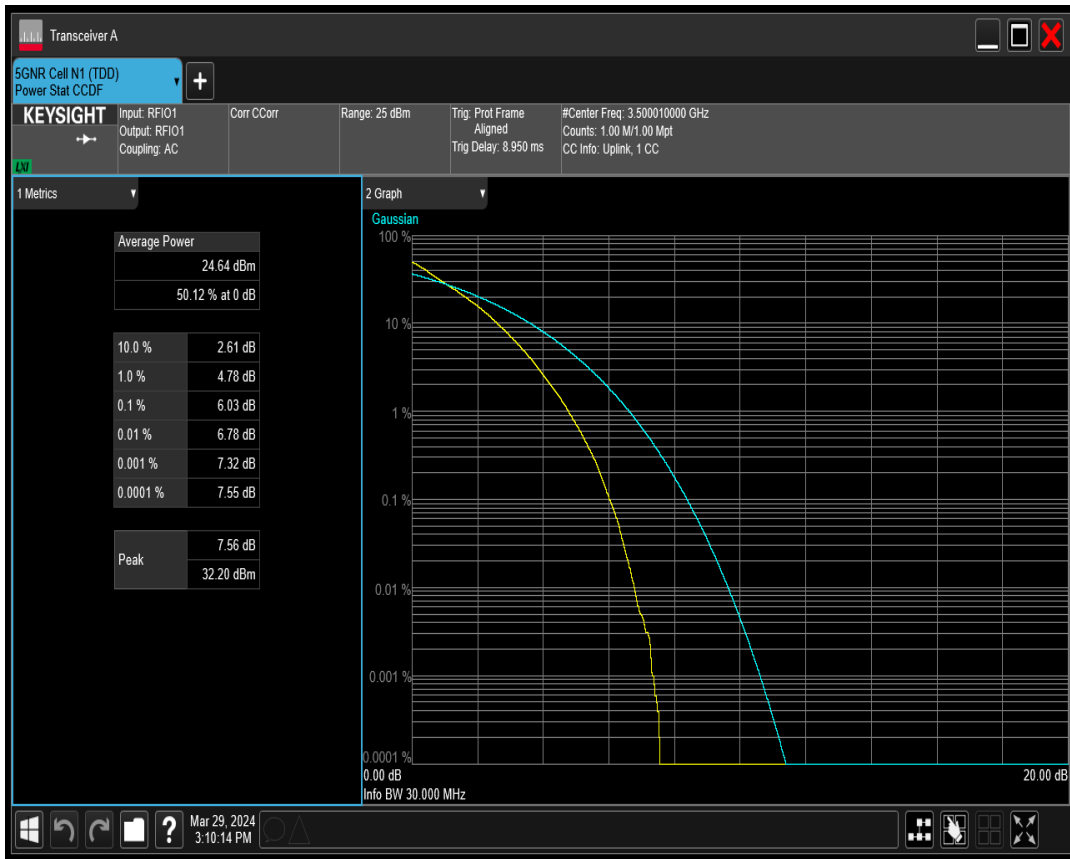 Transceiver A
5GNR Cell N1 (TDD)
Power Stat CCDF
+
KEYSIGHT
LXI
Input: RFIO1
Output: RFIO1
Coupling: AC
Corr CCorr
Range: 25 dBm
Trig: Prot Frame
Aligned
Trig Delay: 8.950 ms
#Center Freq: 3.500010000 GHz
Counts: 1.00 M/1.00 Mpt
CC Info: Uplink, 1 CC
1 Metrics
Average Power
24.64 dBm
50.12 % at 0 dB
10.0 % 2.61 dB
1.0 % 4.78 dB
0.1 % 6.03 dB
0.01 % 6.78 dB
0.001 % 7.32 dB
0.0001 % 7.55 dB
Peak
7.56 dB
32.20 dBm
2 Graph
Gaussian
100 %
10 %
1 %
0.1 %
0.01 %
0.001 %
0.0001 %
0.00 dB 20.00 dB
Info BW 30.000 MHz
?
Mar 29, 2024
3:10:14 PM